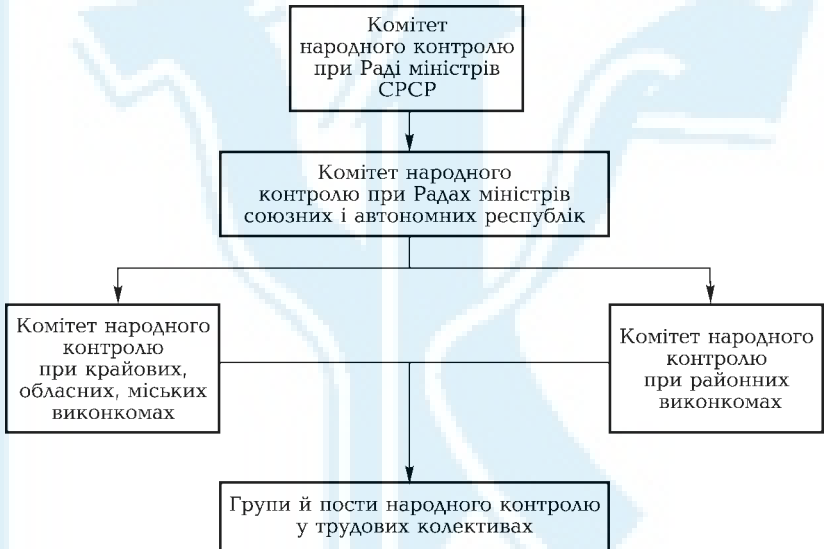 Комітет
народного контролю
при Раді міністрів
СРСР
Комітет народного
контролю при Радах міністрів
союзних і автономних республік
Комітет народного
контролю
при крайових,
обласних, міських
виконкомах
Комітет народного
контролю
при районних
виконкомах
Групи й пости народного контролю
у трудових колективах